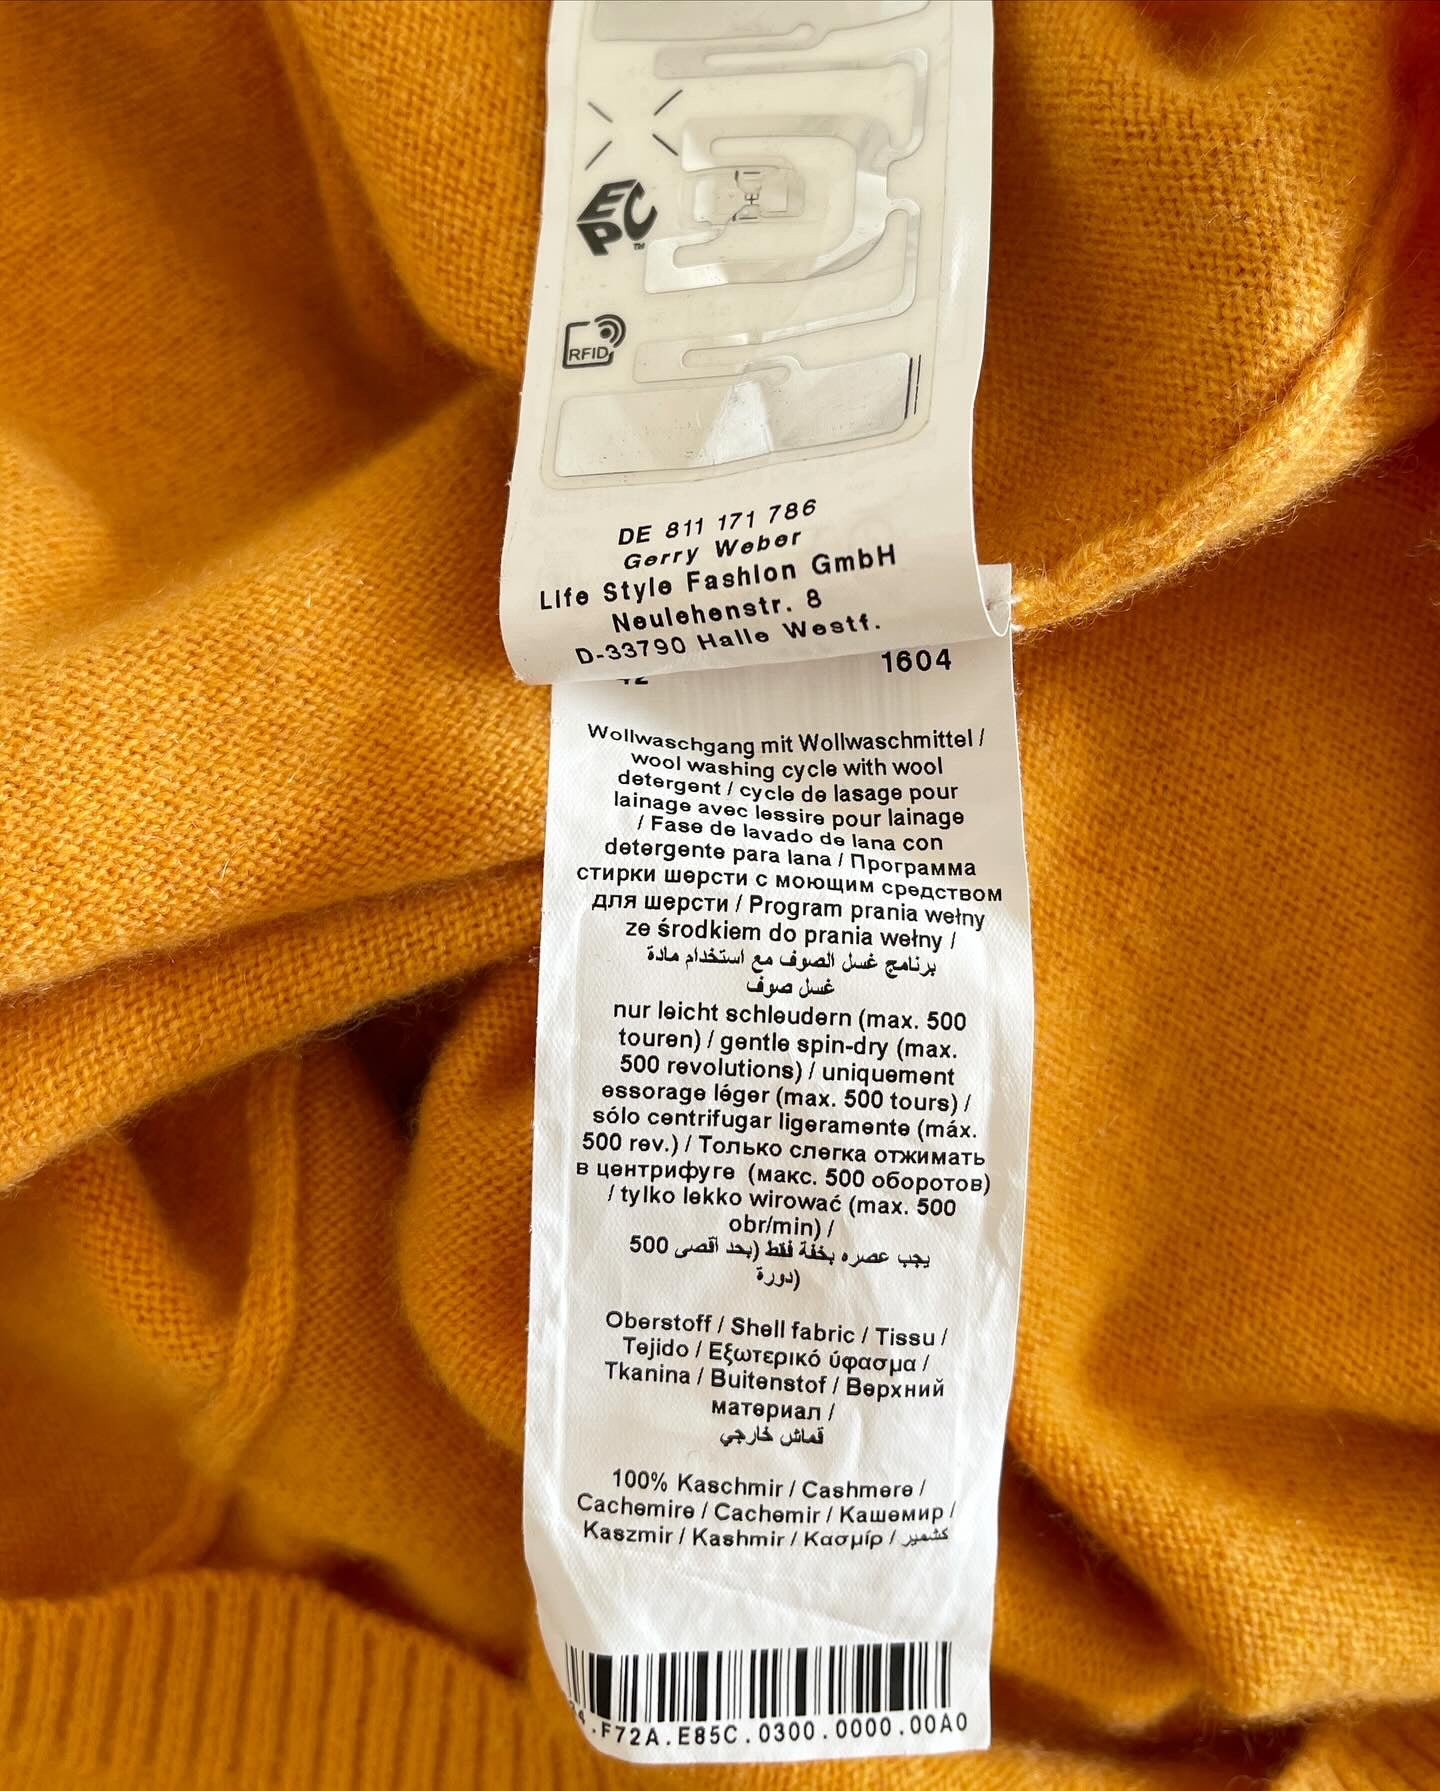 EPC™
RFID
DE 811 171 786
Gerry Weber
Life Style Fashion GmbH
Neulehenstr. 8
D-33790 Halle Westf.
1604
Wollwaschgang mit Wollwaschmittel /
wool washing cycle with wool
detergent / cycle de lasage pour
lainage avec lessire pour lainage
/ Fase de lavado de lana con
detergente para lana / Программа
стирки шерсти с моющим средством
для шерсти / Program prania wełny
ze środkiem do prania wełny /
برنامج غسل الصوف مع استخدام مادة
غسل صوف
nur leicht schleudern (max. 500
touren) / gentle spin-dry (max.
500 revolutions) / uniquement
essorage léger (max. 500 tours) /
sólo centrifugar ligeramente (máx.
500 rev.) / Только слегка отжимать
в центрифуге (макс. 500 оборотов)
/ tylko lekko wirować (max. 500
obr/min) /
يجب عصره بخفة فقط (بحد أقصى 500
دورة)
Oberstoff / Shell fabric / Tissu /
Tejido / Εξωτερικό ύφασμα /
Tkanina / Buitenstof / Верхний
материал /
قماش خارجي
100% Kaschmir / Cashmere /
Cachemire / Cachemir / Кашемир /
Kaszmir / Kashmir / Κασμίρ / كشمير
.F72A.E85C.0300.0000.00A0